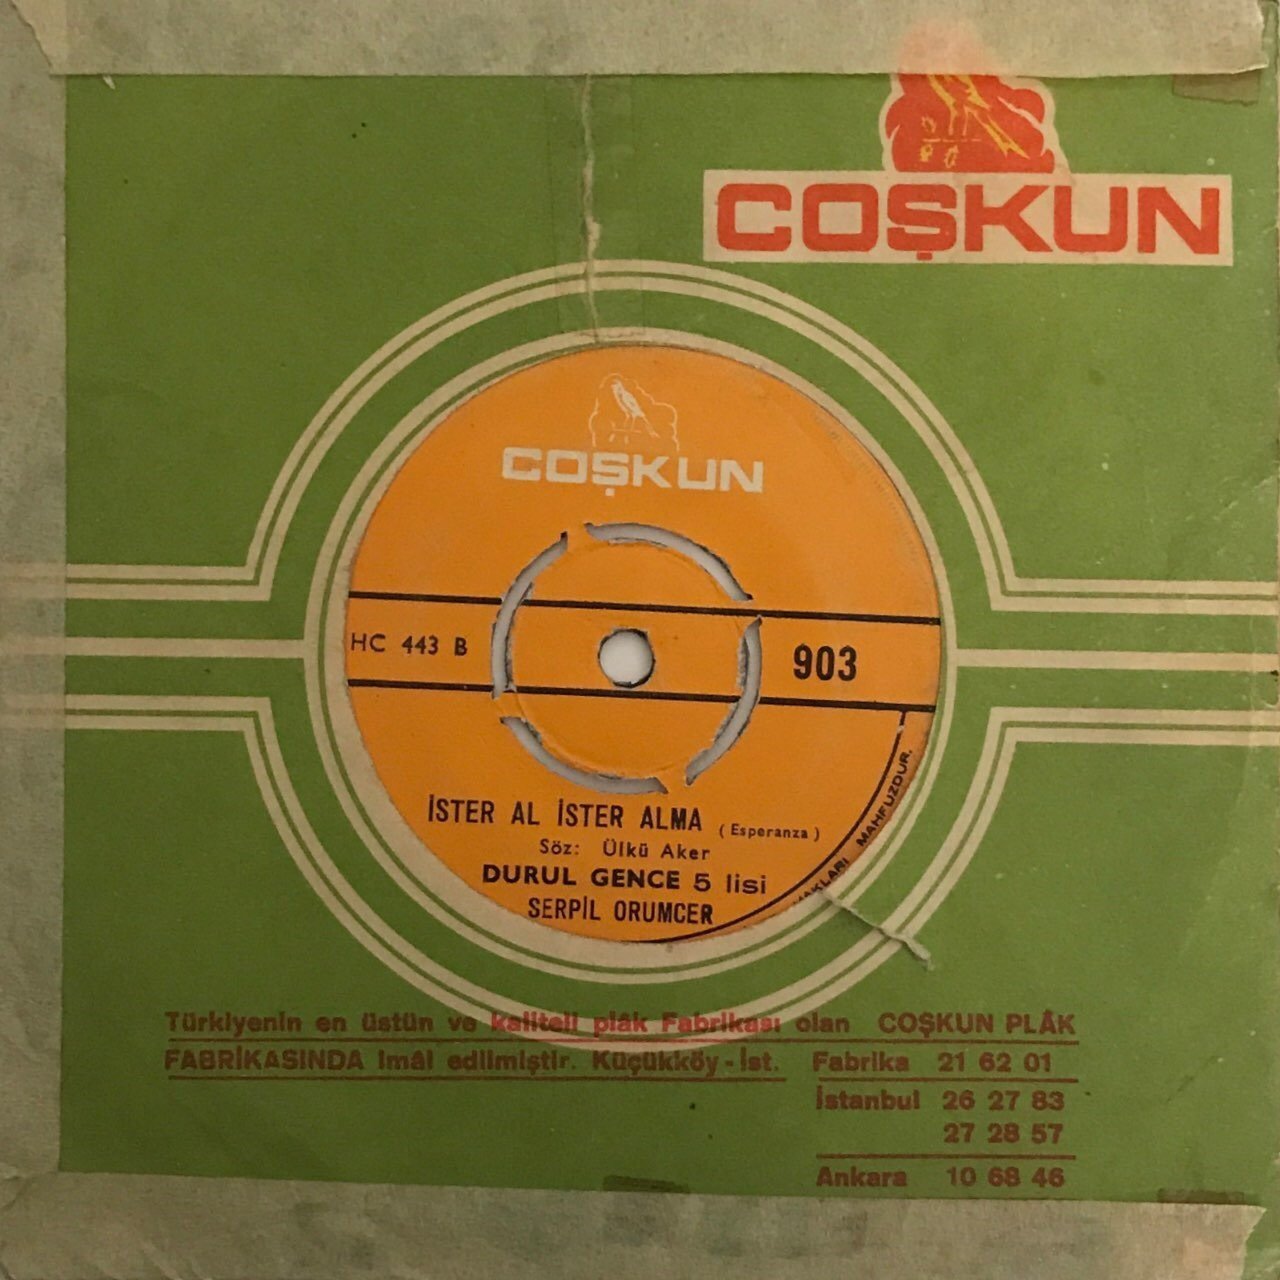 COŞKUN
COŞKUN
HC 443 B
903
İSTER AL İSTER ALMA (Esperanza)
Söz: Ülkü Aker
DURUL GENCE 5 lisi
SERPİL ORUMCER
HAKLARI MAHFUZDUR.
Türkiyenin en üstün ve kaliteli plâk Fabrikası olan COŞKUN PLÂK
FABRİKASINDA imâl edilmiştir. Küçükköy-İst. Fabrika 21 62 01
İstanbul 26 27 83
27 28 57
Ankara 10 68 46